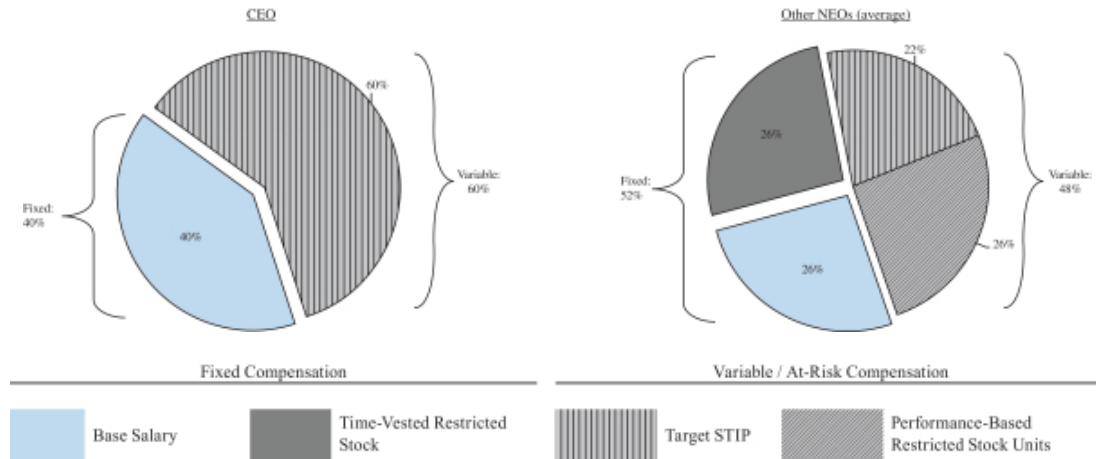 CEO
60%
Variable:
60%
Fixed:
40%
40%
Other NEOs (average)
22%
26%
Fixed:
52%
Variable:
48%
26%
26%
Fixed Compensation
Variable / At-Risk Compensation
Base Salary
Time-Vested Restricted
Stock
Target STIP
Performance-Based
Restricted Stock Units